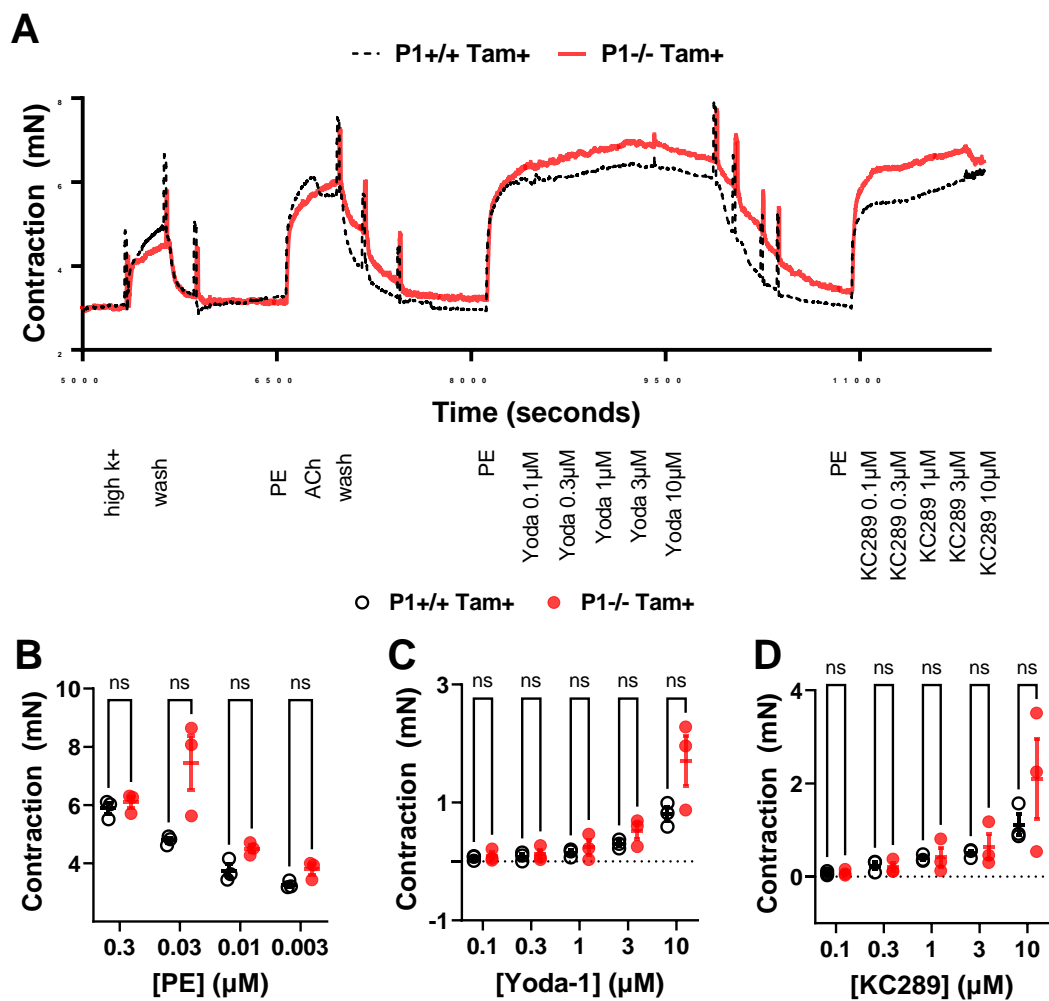 A
P1+/+ Tam+ P1-/- Tam+
Contraction (mN)
8
6
4
2
5000 6500 8000 9500 11000
Time (seconds)
high k+
wash
PE
ACh
wash
PE
Yoda 0.1µM
Yoda 0.3µM
Yoda 1µM
Yoda 3µM
Yoda 10µM
PE
KC289 0.1µM
KC289 0.3µM
KC289 1µM
KC289 3µM
KC289 10µM
P1+/+ Tam+ P1-/- Tam+
B
ns ns ns ns
Contraction (mN)
10
8
6
4
0.3 0.03 0.01 0.003
[PE] (µM)
C
ns ns ns ns ns
Contraction (mN)
3
1
-1
0.1 0.3 1 3 10
[Yoda-1] (µM)
D
ns ns ns ns ns
Contraction (mN)
4
2
0
0.1 0.3 1 3 10
[KC289] (µM)